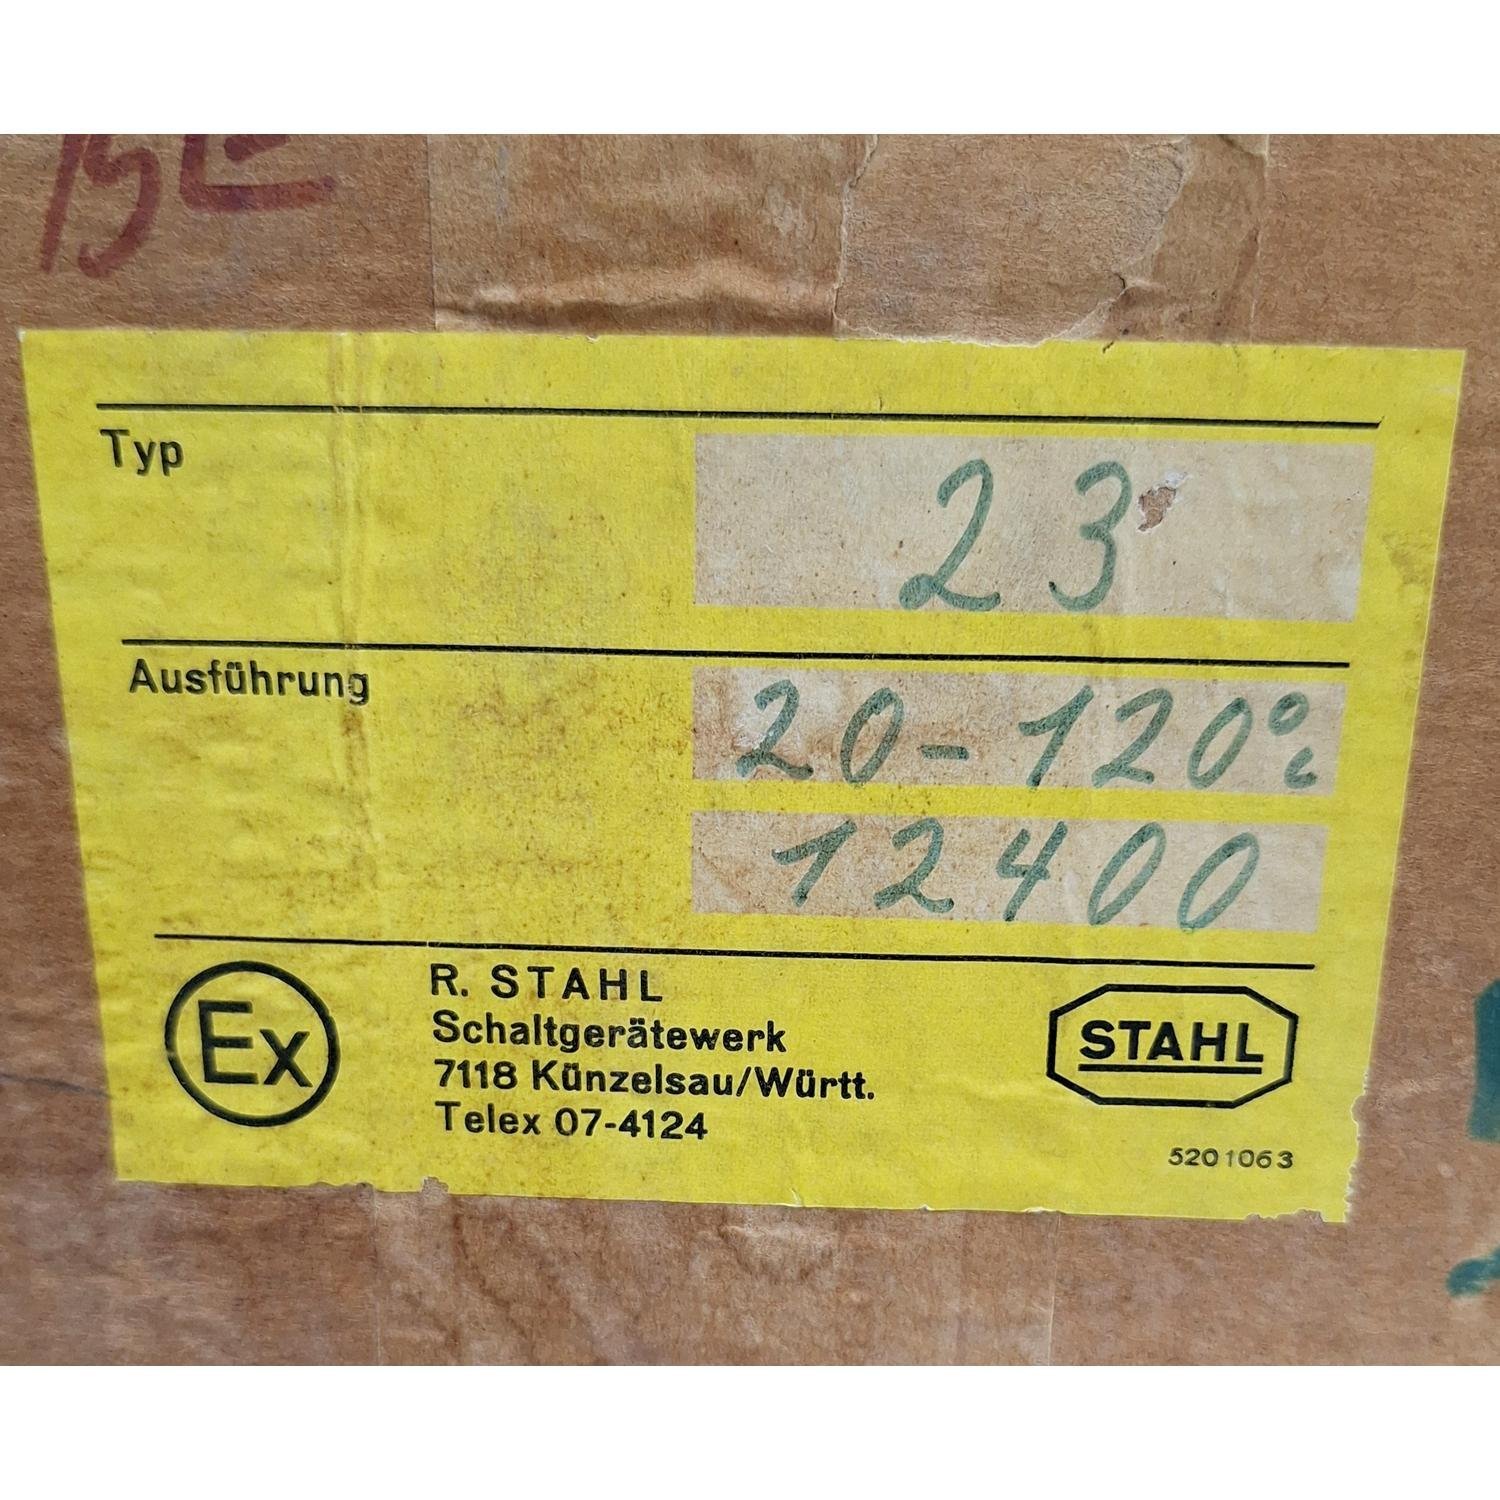 Typ 23
Ausführung 20-120°C
12400
Ex
R. STAHL
Schaltgerätewerk
7118 Künzelsau/Württ.
Telex 07-4124
STAHL
5201063